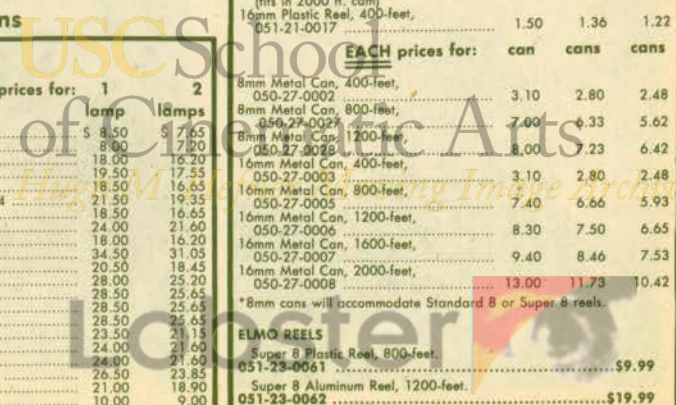 ns
prices for: 1 2
lamp lamps
$ 8.50 $ 7.65
8.00 7.20
18.00 16.20
19.50 17.55
18.50 16.65
4 21.50 19.35
18.50 16.65
24.00 21.60
18.00 16.20
34.50 31.05
20.50 18.45
28.00 25.20
28.50 25.65
28.50 25.65
28.50 25.65
23.50 21.15
24.00 21.60
24.00 21.60
26.50 23.85
21.00 18.90
10.00 9.00
(fits in 2000 ft. can)
16mm Plastic Reel, 400-feet,
051-21-0017 1.50 1.36 1.22
EACH prices for: can cans cans
8mm Metal Can, 400-feet,
050-27-0002 3.10 2.80 2.48
8mm Metal Can, 800-feet,
050-27-0027 7.00 6.33 5.62
8mm Metal Can, 1200-feet,
050-27-0028 8.00 7.23 6.42
16mm Metal Can, 400-feet,
050-27-0003 3.10 2.80 2.48
16mm Metal Can, 800-feet,
050-27-0005 7.40 6.66 5.93
16mm Metal Can, 1200-feet,
050-27-0006 8.30 7.50 6.65
16mm Metal Can, 1600-feet,
050-27-0007 9.40 8.46 7.53
16mm Metal Can, 2000-feet,
050-27-0008 13.00 11.73 10.42
*8mm cans will accommodate Standard 8 or Super 8 reels.
ELMO REELS
Super 8 Plastic Reel, 800-feet.
051-23-0061 $9.99
Super 8 Aluminum Reel, 1200-feet.
051-23-0062 $19.99
USC School
of Cinematic Arts
Hugh M. Hefner Moving Image Archi
Lobster